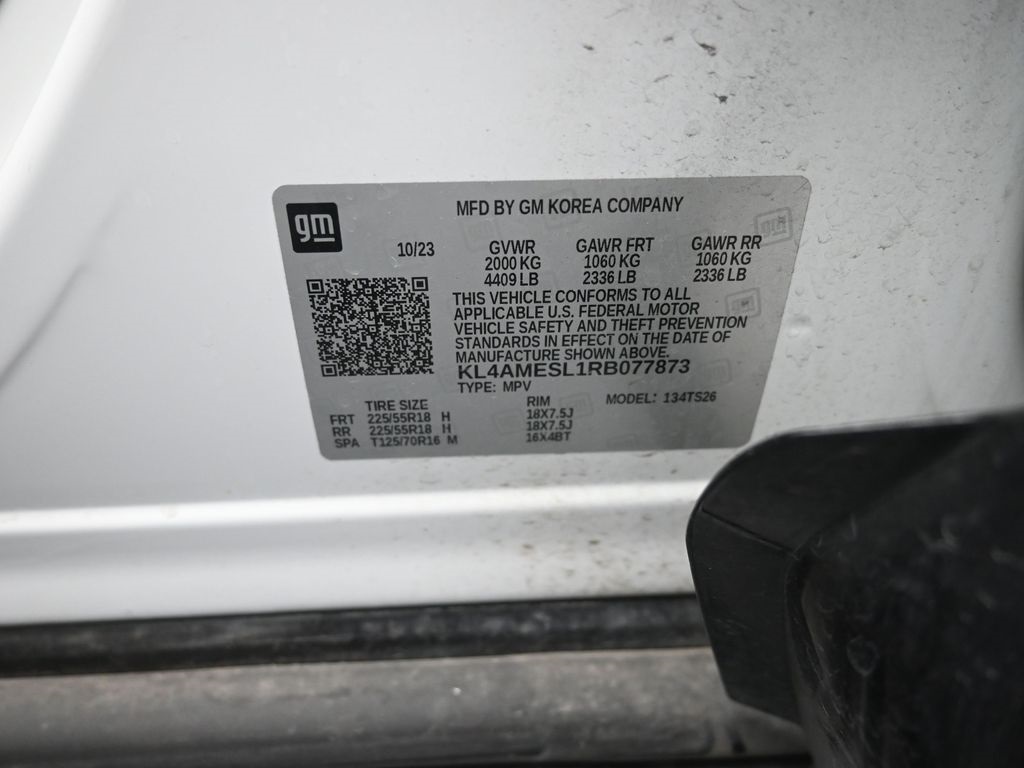 gm
MFD BY GM KOREA COMPANY
10/23 GVWR GAWR FRT GAWR RR
2000 KG 1060 KG 1060 KG
4409 LB 2336 LB 2336 LB
THIS VEHICLE CONFORMS TO ALL
APPLICABLE U.S. FEDERAL MOTOR
VEHICLE SAFETY AND THEFT PREVENTION
STANDARDS IN EFFECT ON THE DATE OF
MANUFACTURE SHOWN ABOVE.
KL4AMESL1RB077873
TYPE: MPV
MODEL: 134TS26
TIRE SIZE RIM
FRT 225/55R18 H 18X7.5J
RR 225/55R18 H 18X7.5J
SPA T125/70R16 M 16X4BT